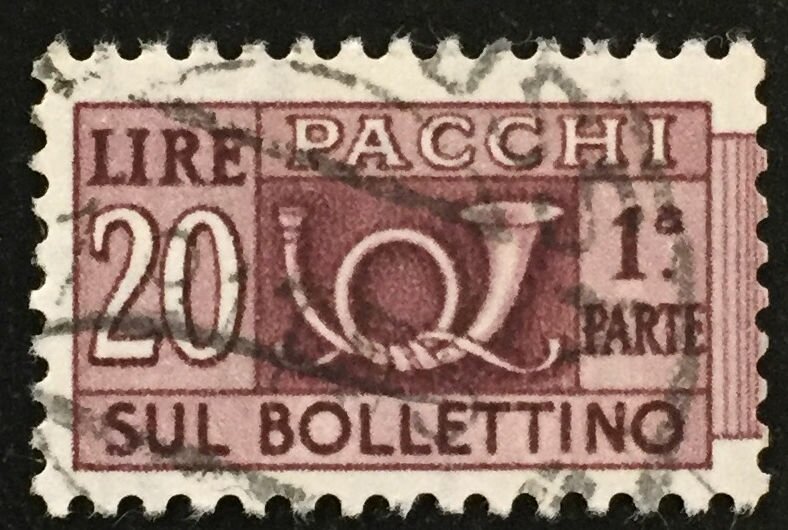 LIRE
20
PACCHI
1ª.
PARTE
SUL BOLLETTINO